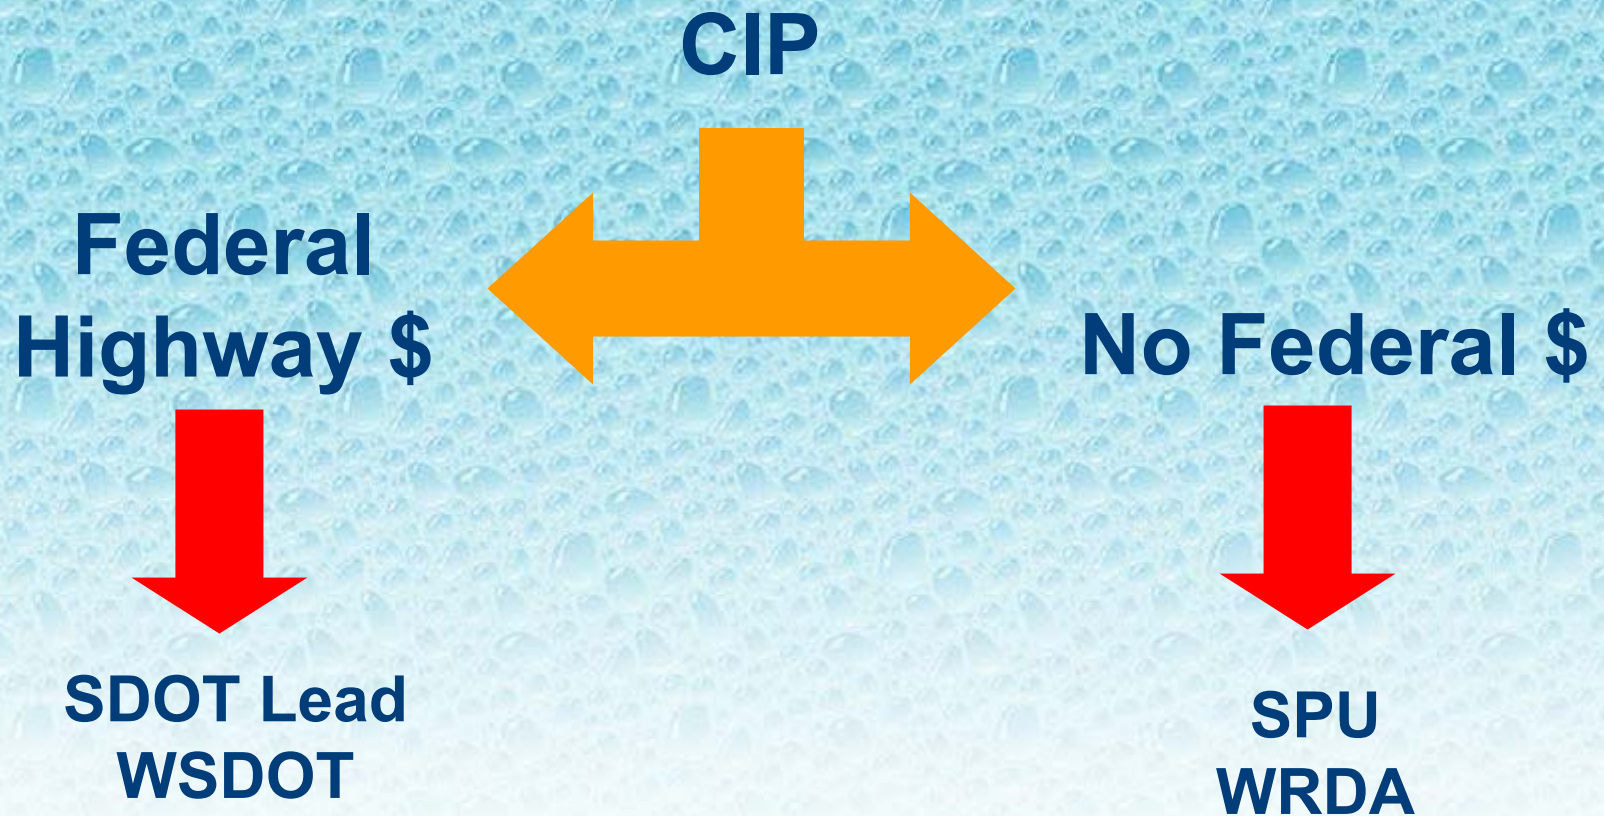 CIP
Federal
Highway $
No Federal $
SDOT Lead
WSDOT
SPU
WRDA